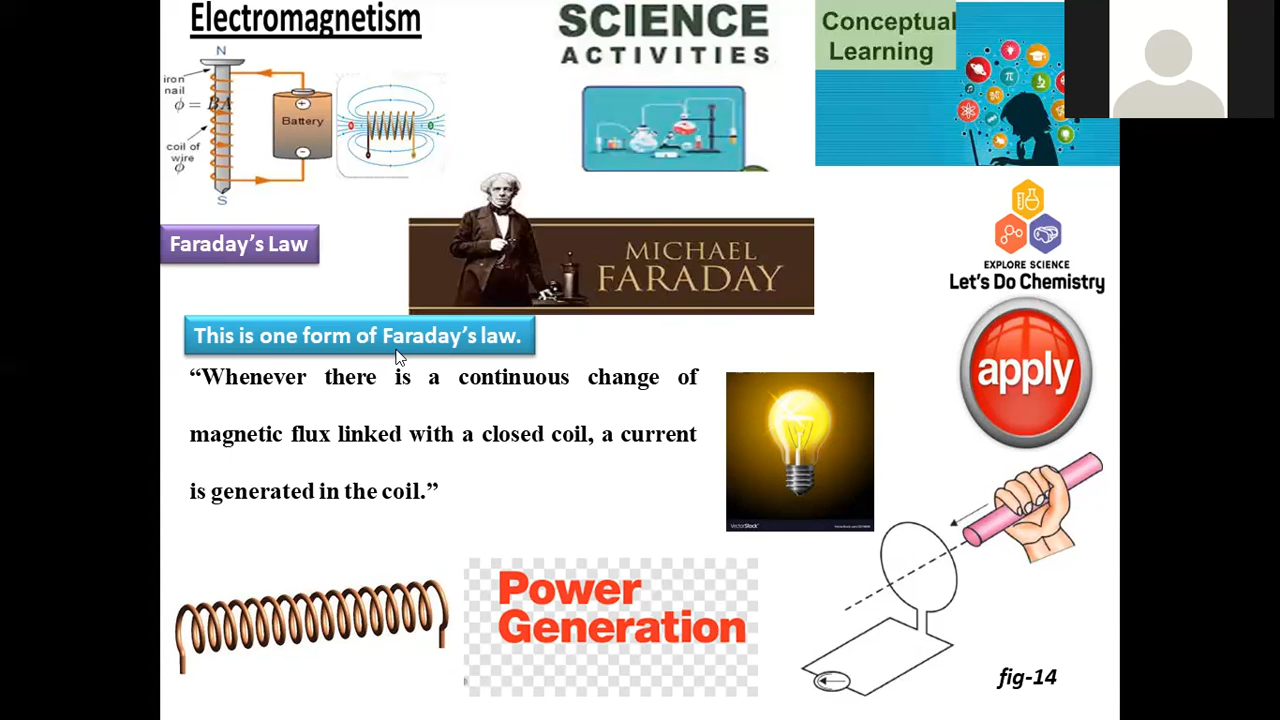 Electromagnetism
SCIENCE
ACTIVITIES
Conceptual
Learning
N
iron
nail
ϕ = BA
Battery
coil of
wire
ϕ
S
Faraday's Law
MICHAEL
FARADAY
EXPLORE SCIENCE
Let's Do Chemistry
This is one form of Faraday's law.
apply
“Whenever there is a continuous change of
magnetic flux linked with a closed coil, a current
is generated in the coil.”
VectorStock
Power
Generation
fig-14